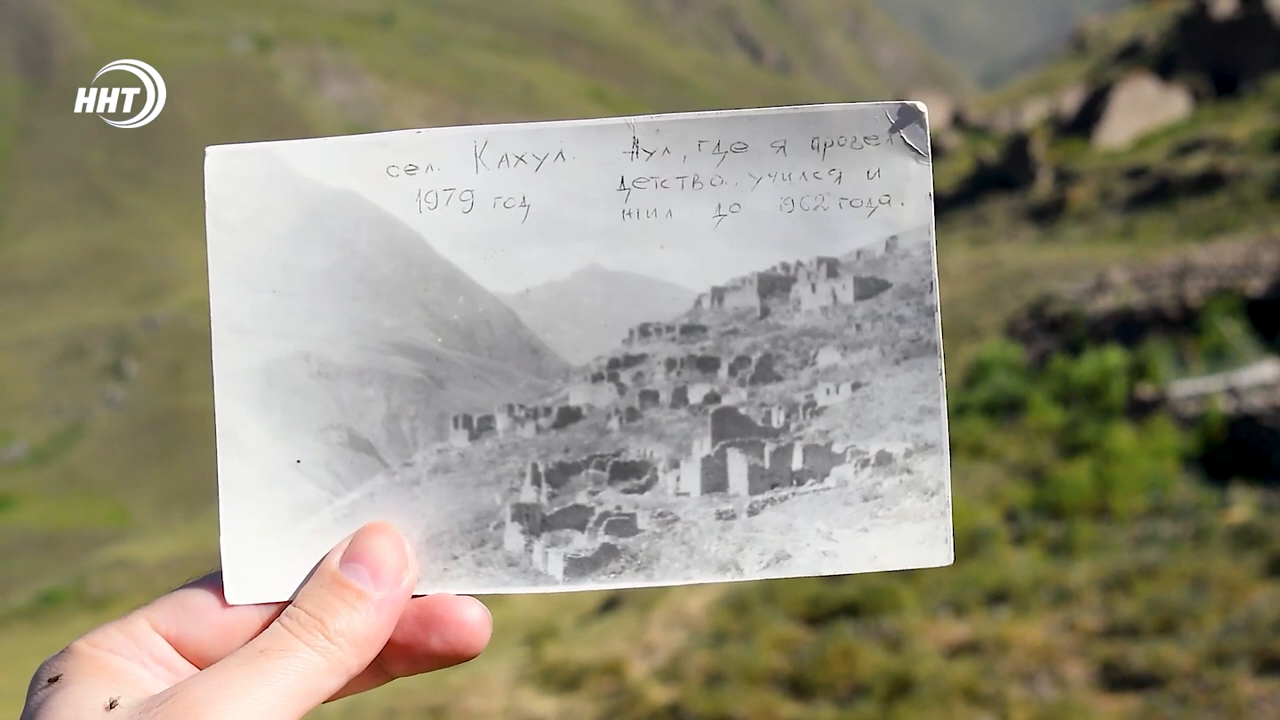 ННТ
сел. Кахул.
1979 год
Аул, где я провел
детство, учился и
жил до 1962 года.